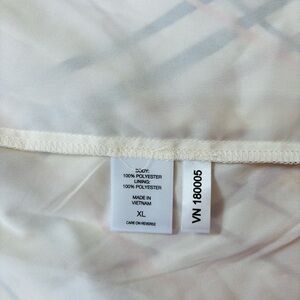 BODY:
100% POLYESTER
LINING:
100% POLYESTER
MADE IN
VIETNAM
XL
CARE ON REVERSE
VN 180005